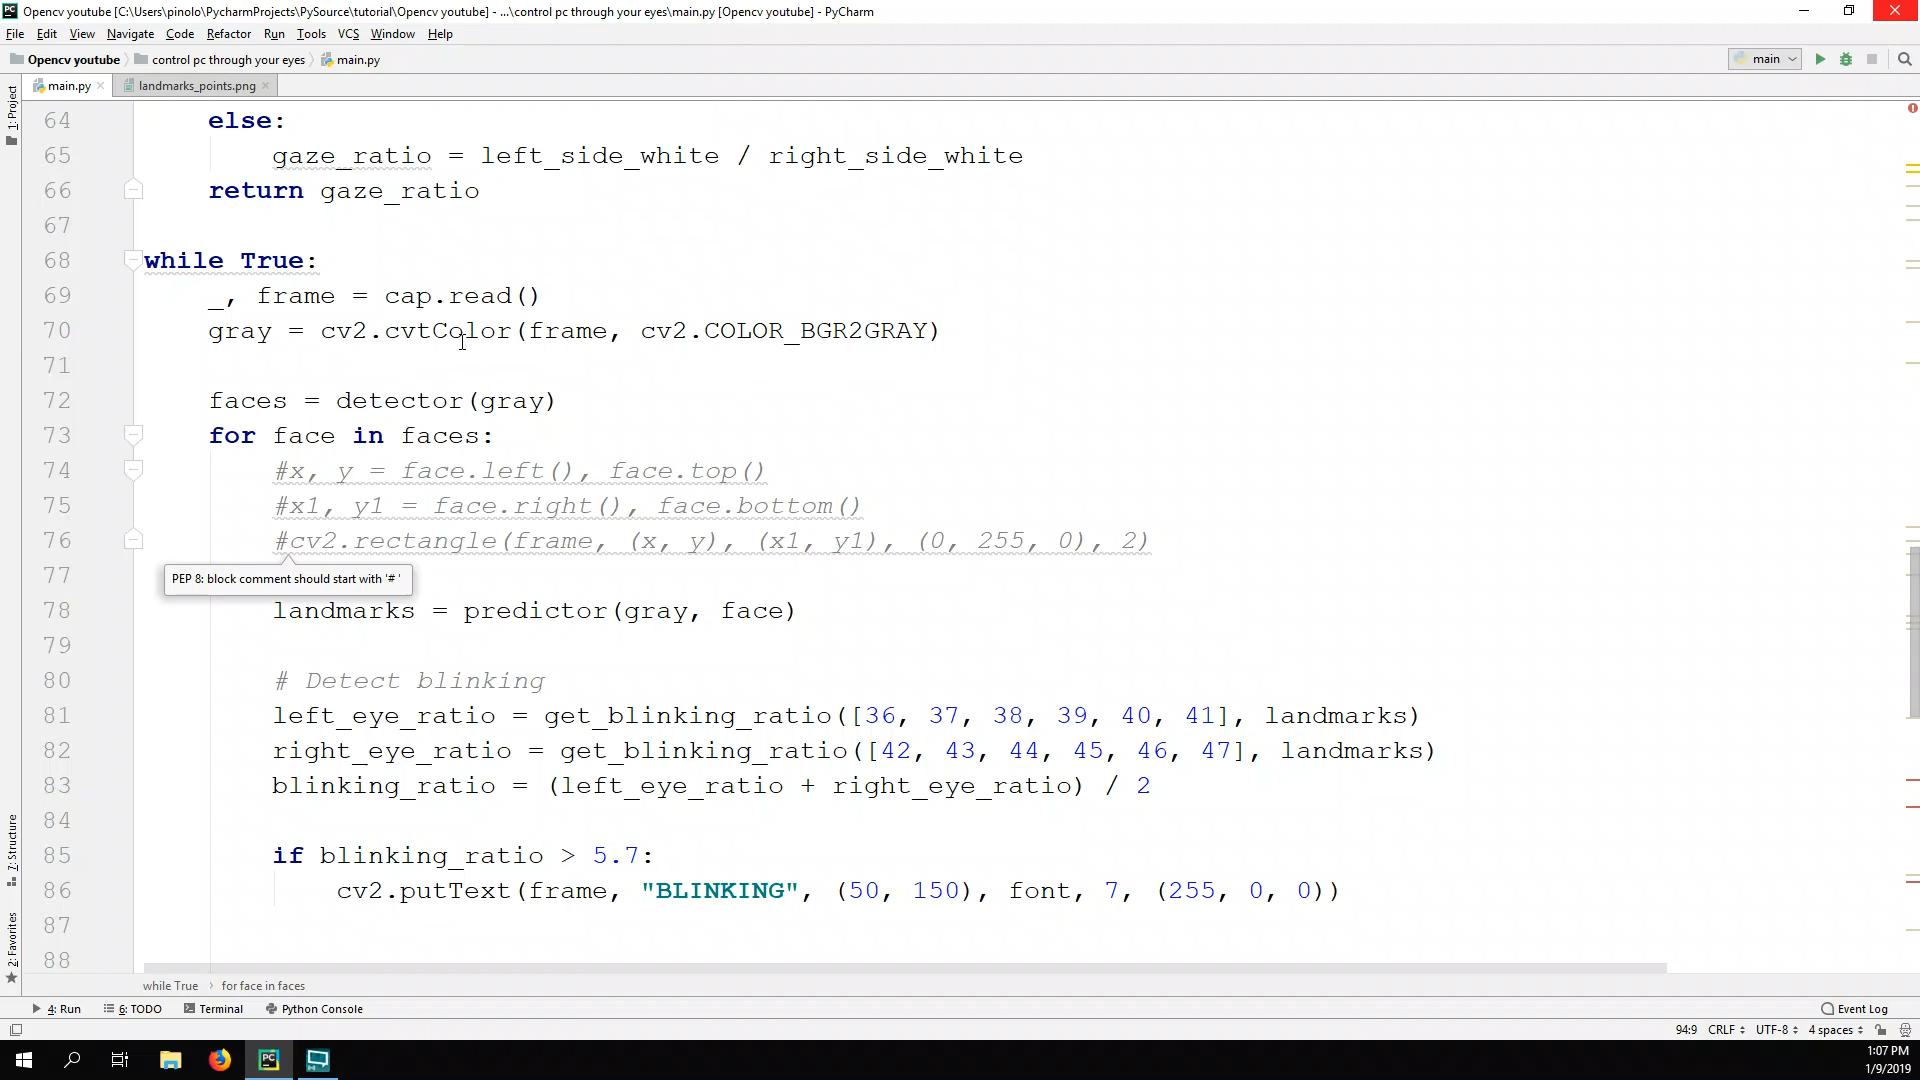 Opencv youtube [C:\Users\pinolo\PycharmProjects\PySource\tutorial\Opencv youtube] - ...\control pc through your eyes\main.py [Opencv youtube] - PyCharm
File Edit View Navigate Code Refactor Run Tools VCS Window Help
Opencv youtube control pc through your eyes main.py main
main.py landmarks_points.png
1: Project
64 else:
65 gaze_ratio = left_side_white / right_side_white
66 return gaze_ratio
67
68 while True:
69 _, frame = cap.read()
70 gray = cv2.cvtColor(frame, cv2.COLOR_BGR2GRAY)
71
72 faces = detector(gray)
73 for face in faces:
74 #x, y = face.left(), face.top()
75 #x1, y1 = face.right(), face.bottom()
76 #cv2.rectangle(frame, (x, y), (x1, y1), (0, 255, 0), 2)
77
PEP 8: block comment should start with '# '
78 landmarks = predictor(gray, face)
79
80 # Detect blinking
81 left_eye_ratio = get_blinking_ratio([36, 37, 38, 39, 40, 41], landmarks)
82 right_eye_ratio = get_blinking_ratio([42, 43, 44, 45, 46, 47], landmarks)
83 blinking_ratio = (left_eye_ratio + right_eye_ratio) / 2
84
85 if blinking_ratio > 5.7:
86 cv2.putText(frame, "BLINKING", (50, 150), font, 7, (255, 0, 0))
87
88
7: Structure
2: Favorites
while True › for face in faces
4: Run 6: TODO Terminal Python Console Event Log
94:9 CRLF UTF-8 4 spaces
1:07 PM
1/9/2019